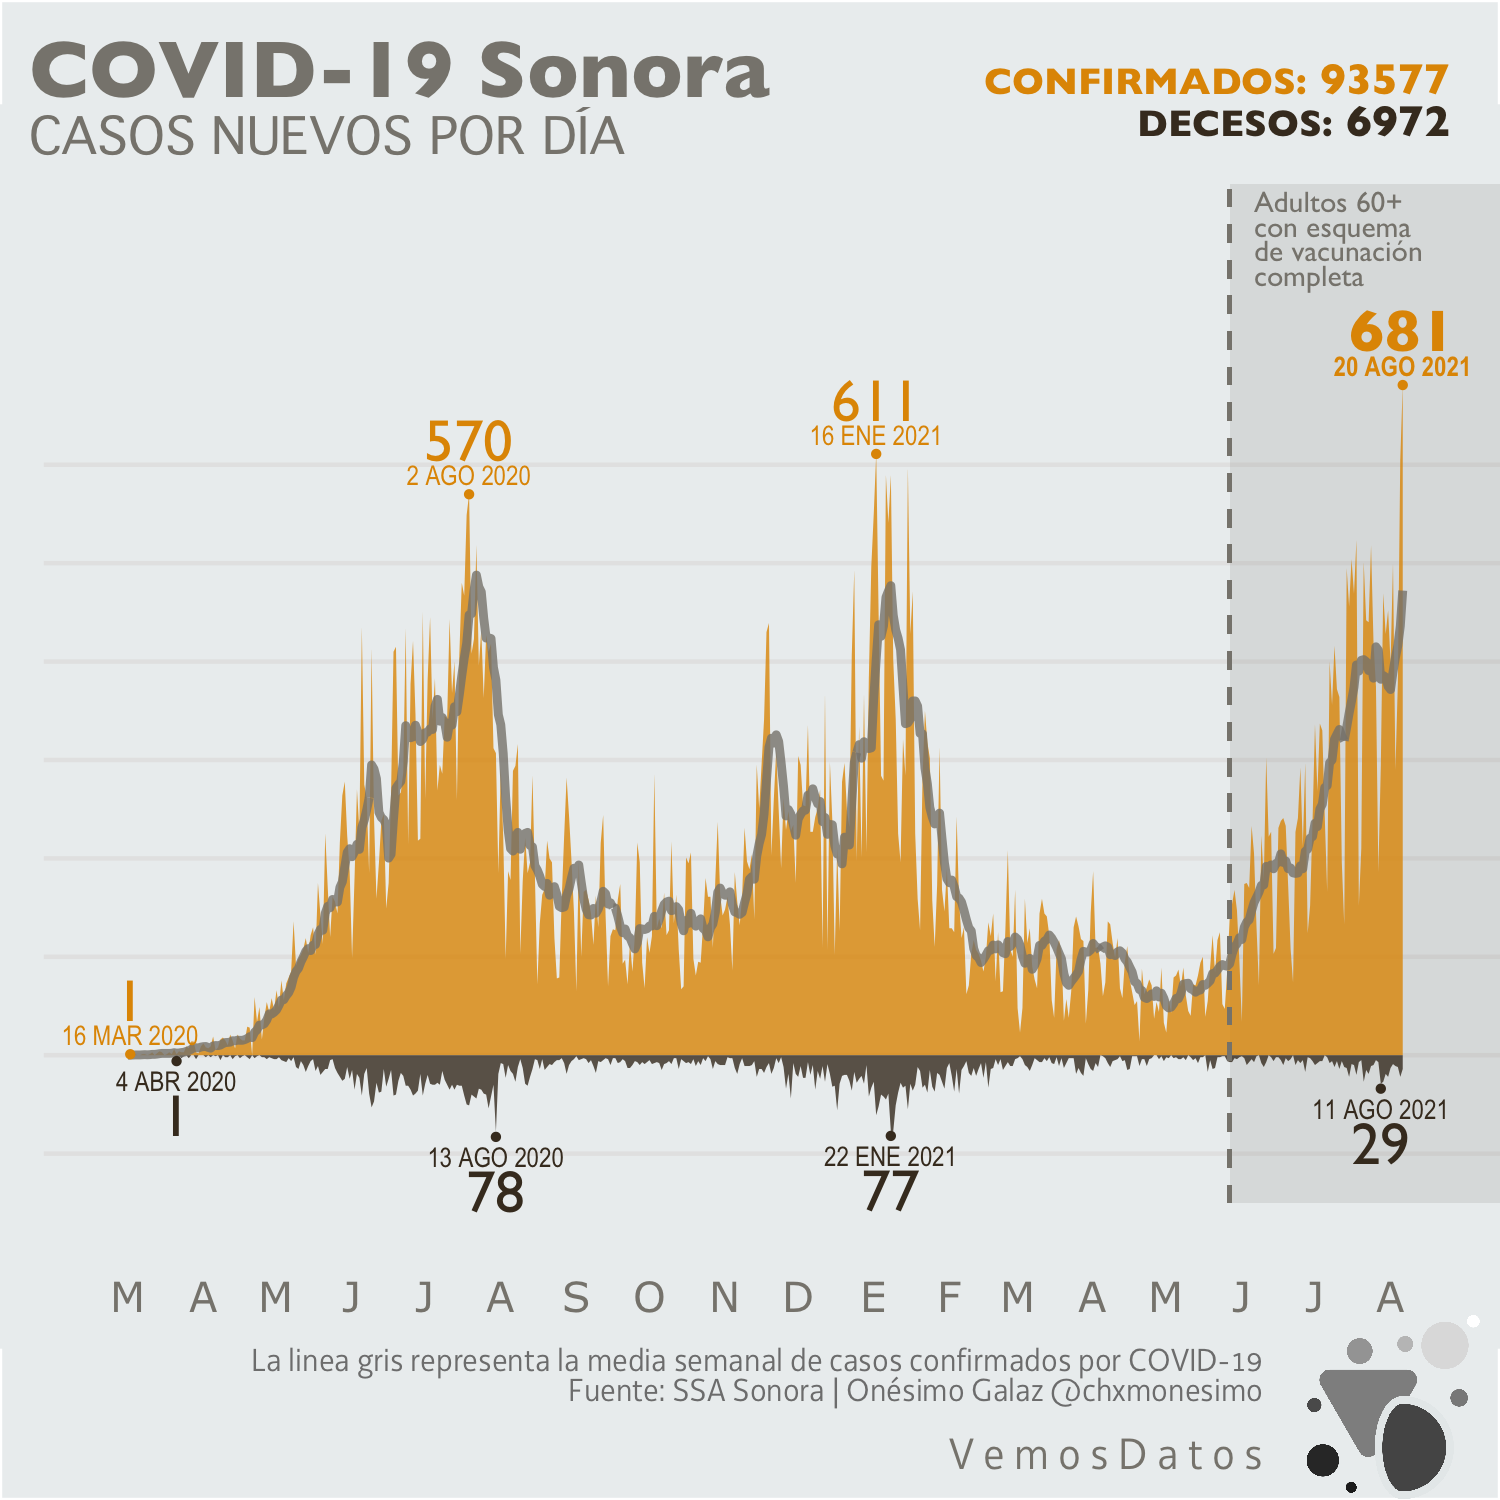 COVID-19 Sonora
CASOS NUEVOS POR DÍA
CONFIRMADOS: 93577
DECESOS: 6972
Adultos 60+
con esquema
de vacunación
completa
681
20 AGO 2021
611
16 ENE 2021
570
2 AGO 2020
1
16 MAR 2020
4 ABR 2020
1
13 AGO 2020
78
22 ENE 2021
77
11 AGO 2021
29
M A M J J A S O N D E F M A M J J A
La linea gris representa la media semanal de casos confirmados por COVID-19
Fuente: SSA Sonora | Onésimo Galaz @chxmonesimo
VemosDatos